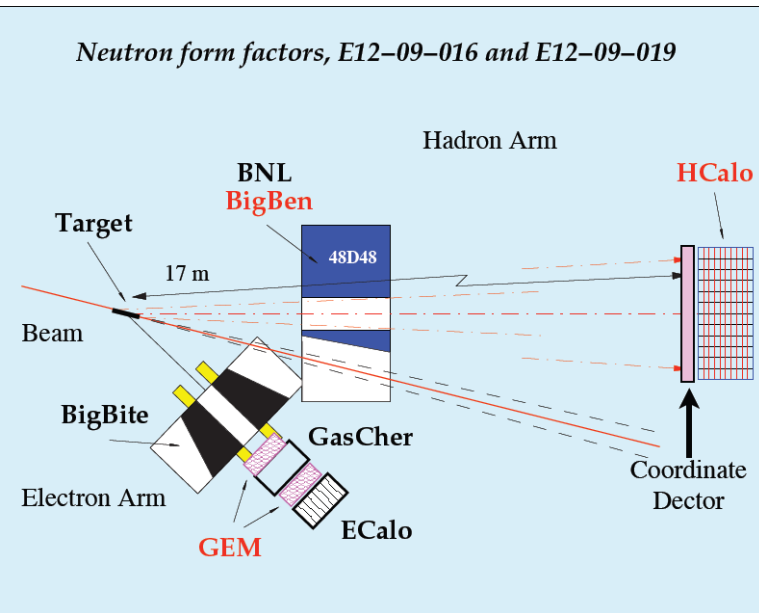 Neutron form factors, E12–09–016 and E12–09–019
Hadron Arm
BNL
BigBen
HCalo
Target
48D48
17 m
Beam
BigBite
GasCher
Electron Arm
Coordinate
Dector
ECalo
GEM